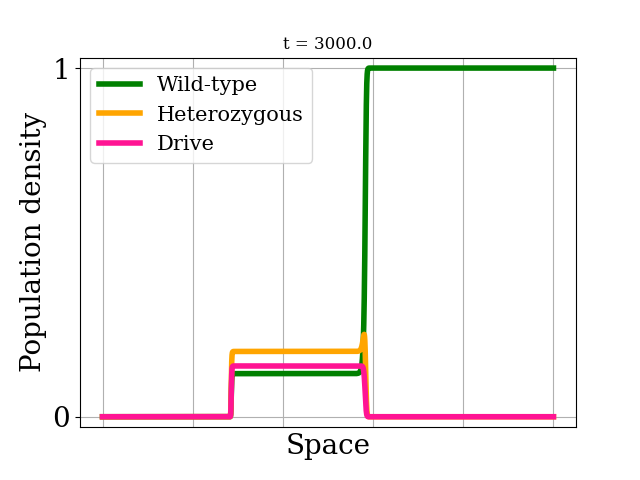 t = 3000.0
1
Wild-type
Heterozygous
Drive
Population density
0
Space